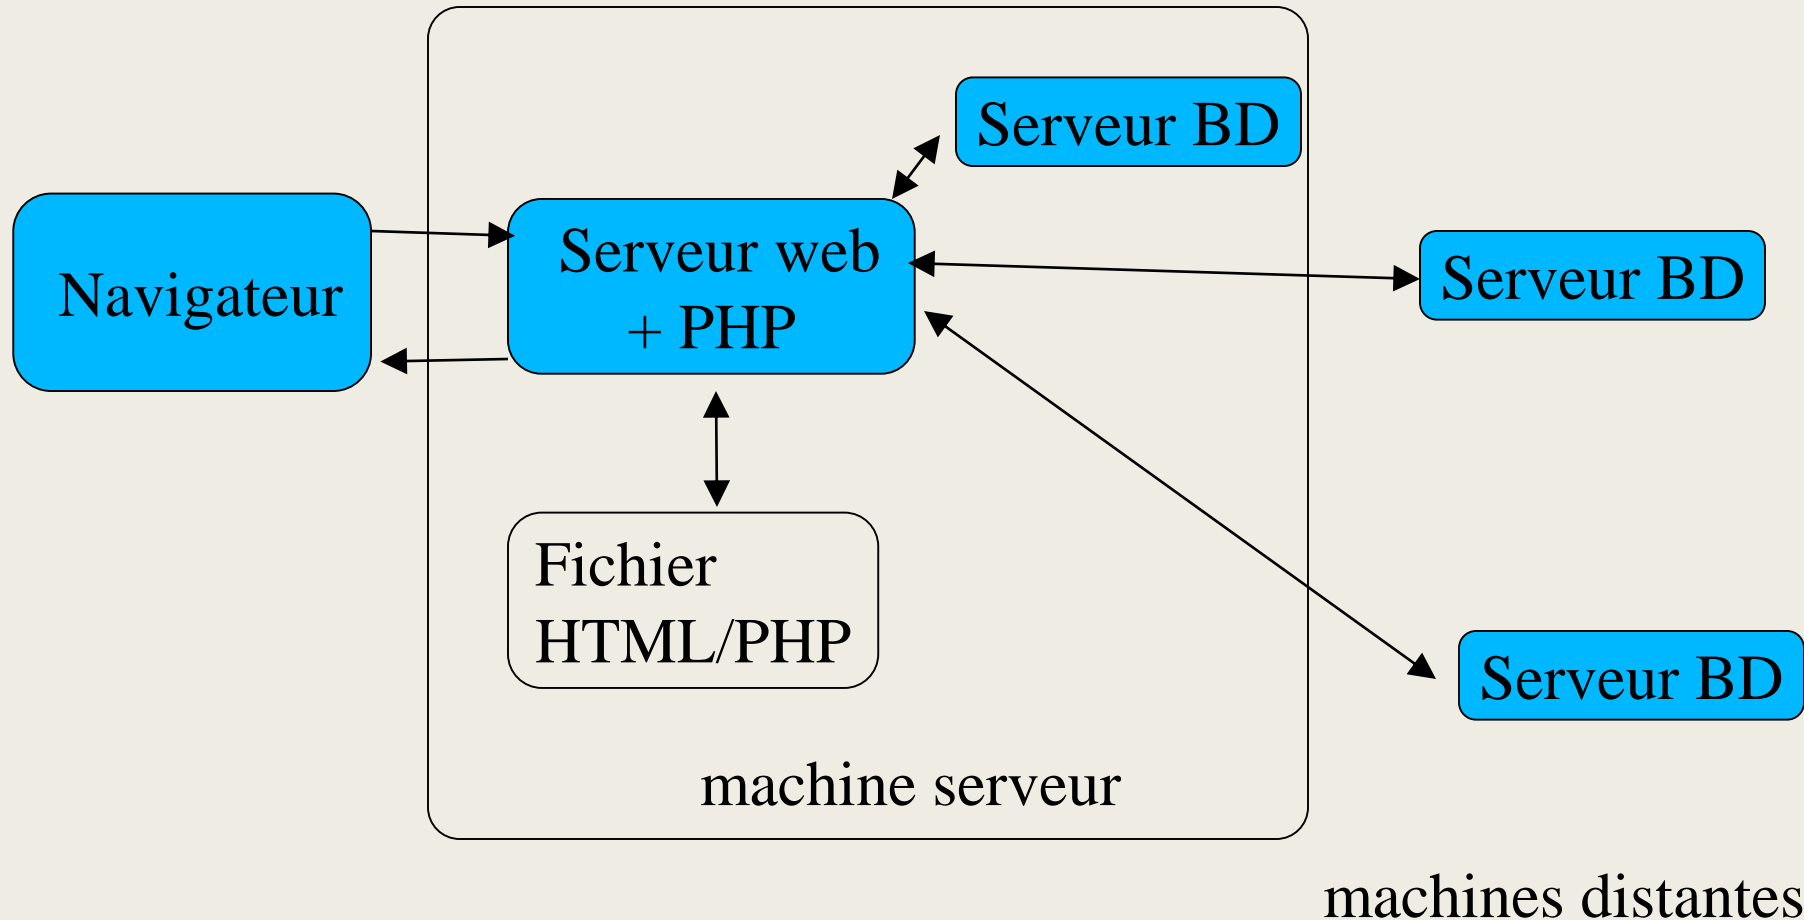 Serveur BD
Navigateur
Serveur web
+ PHP
Serveur BD
Fichier
HTML/PHP
Serveur BD
machine serveur
machines distantes